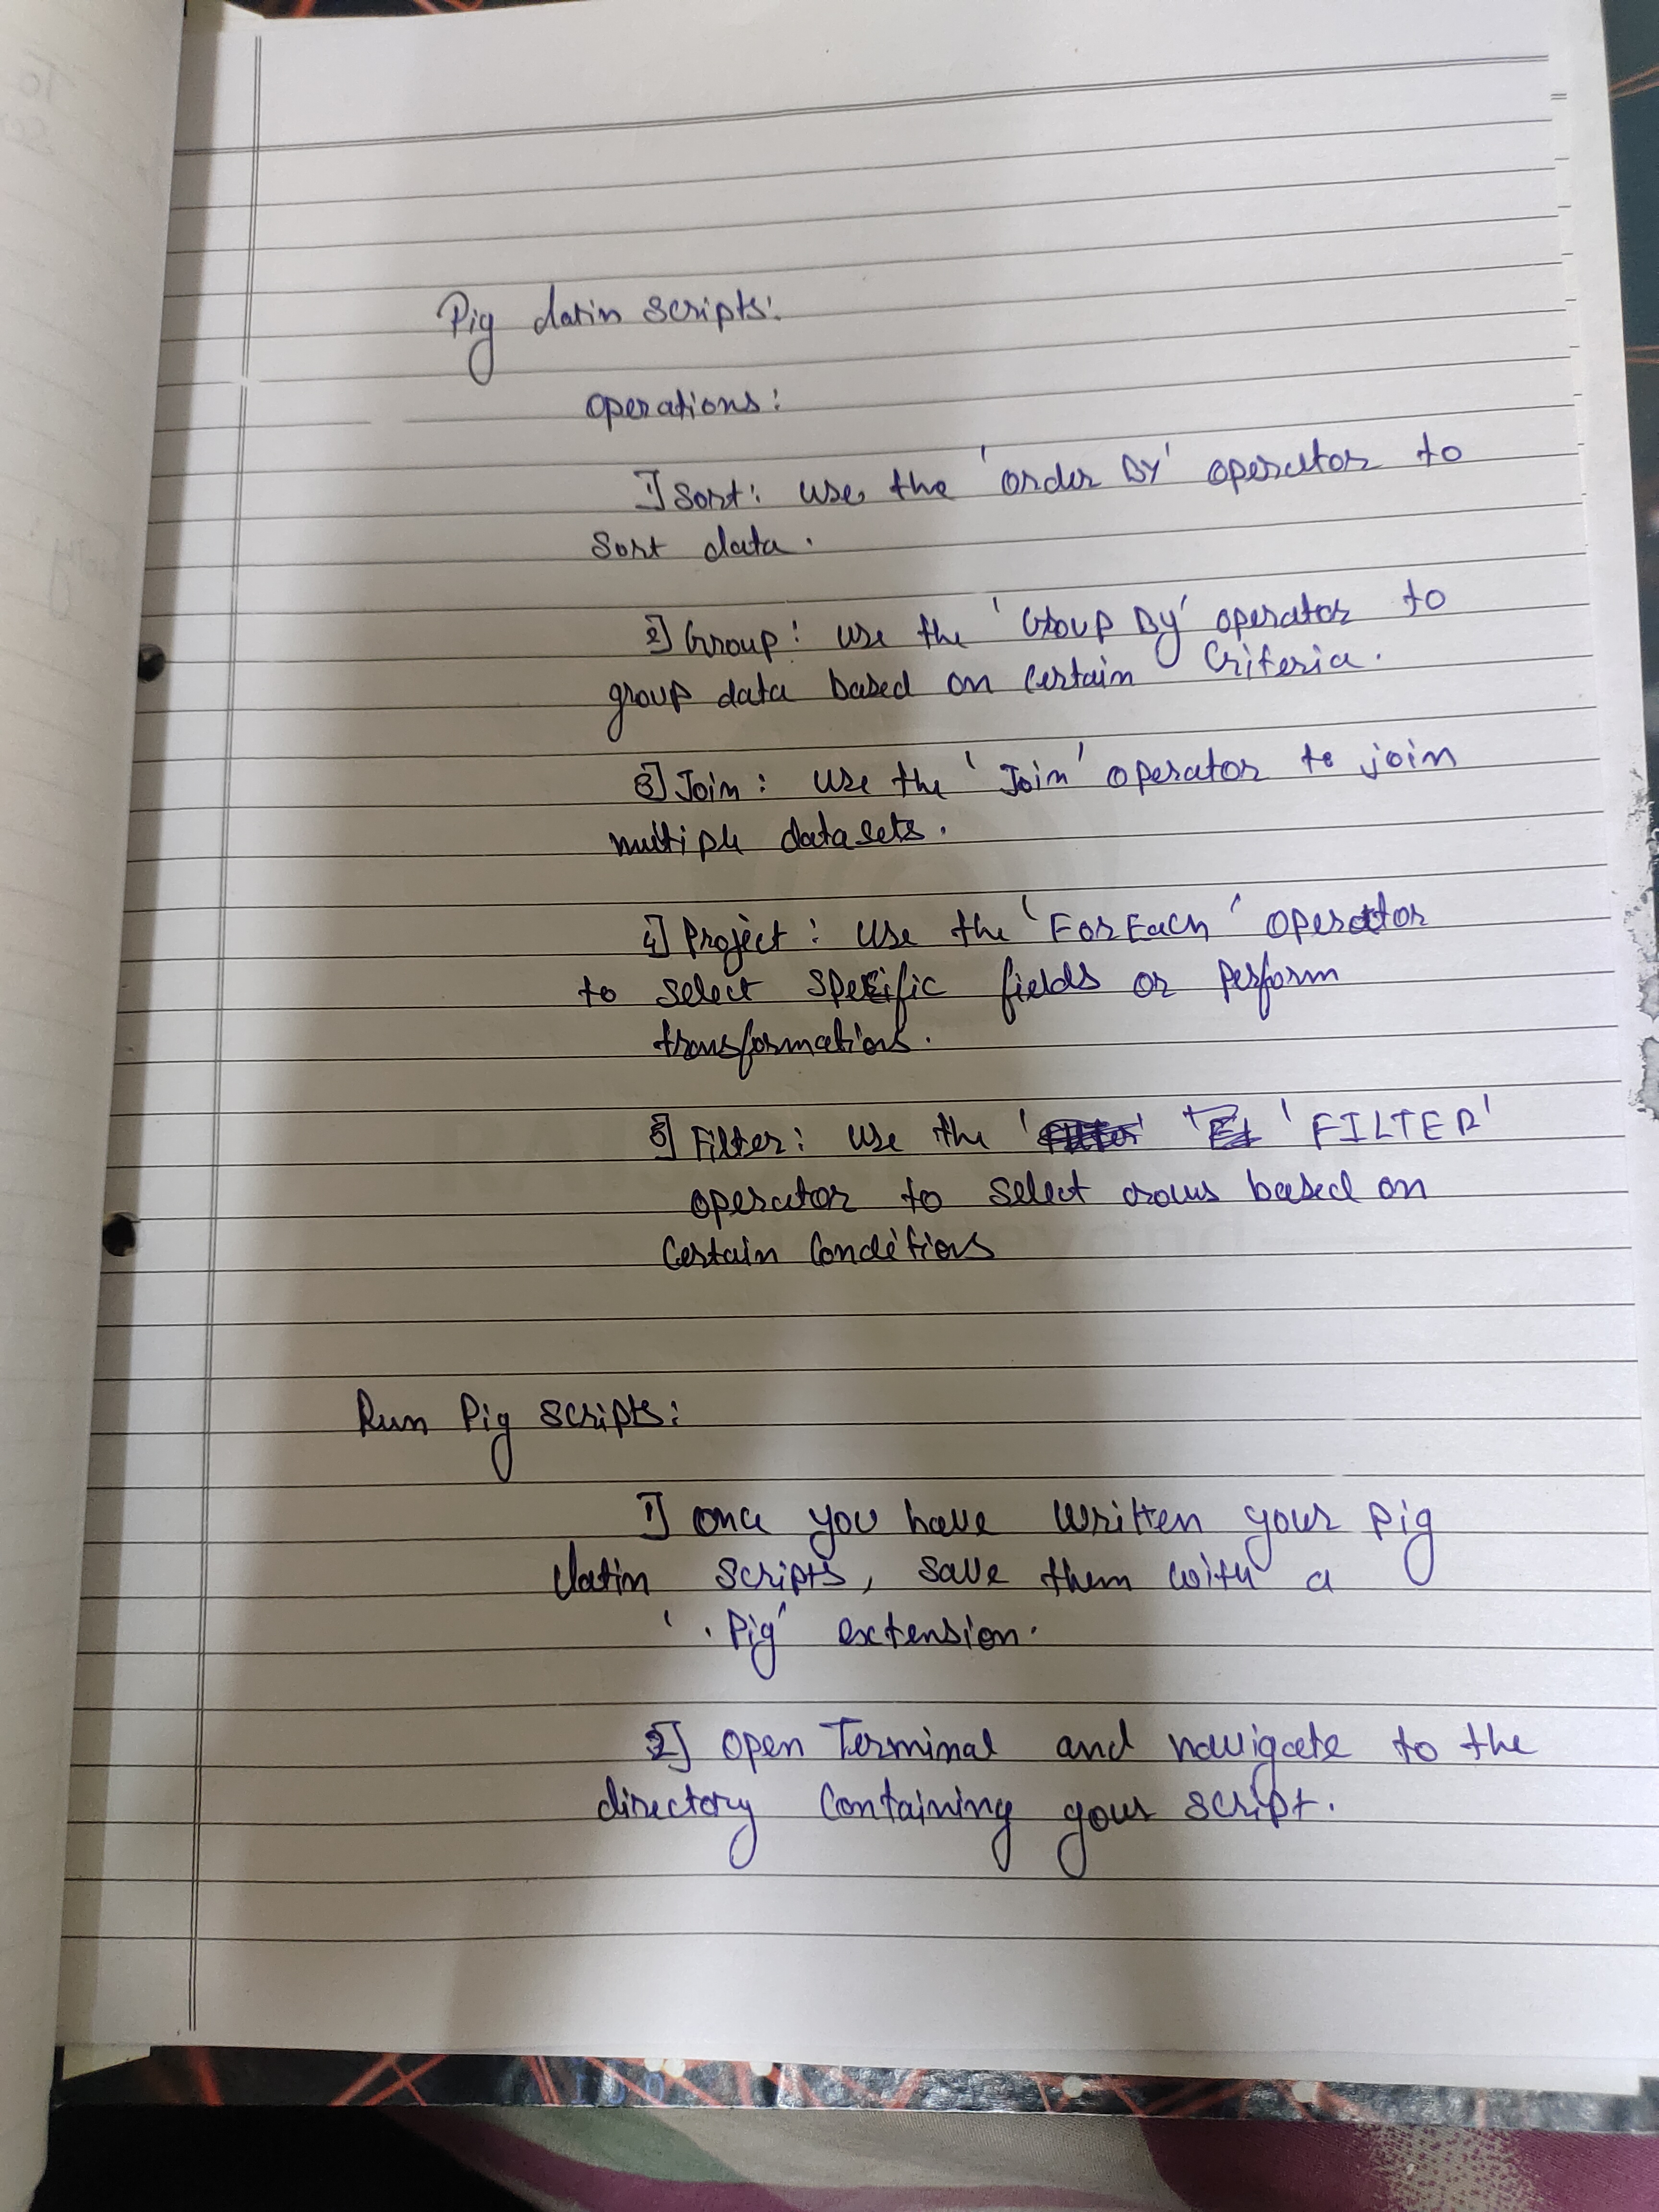 Pig latin scripts:
operations:
1] Sort: use the 'order By' operator to
Sort data.
2] Group: use the 'Group By' operator to
group data based on certain Criteria.
3] Join: use the 'Join' operator to join
multiple datasets.
4] Project: use the 'ForEach' operator
to select specific fields or perform
transformations.
5] Filter: use the 'FILTER'
operator to select rows based on
Certain Conditions
Run Pig scripts:
1] once you have written your pig
latin scripts, save them with a
'.Pig' extension.
2] open Terminal and navigate to the
directory Containing your script.